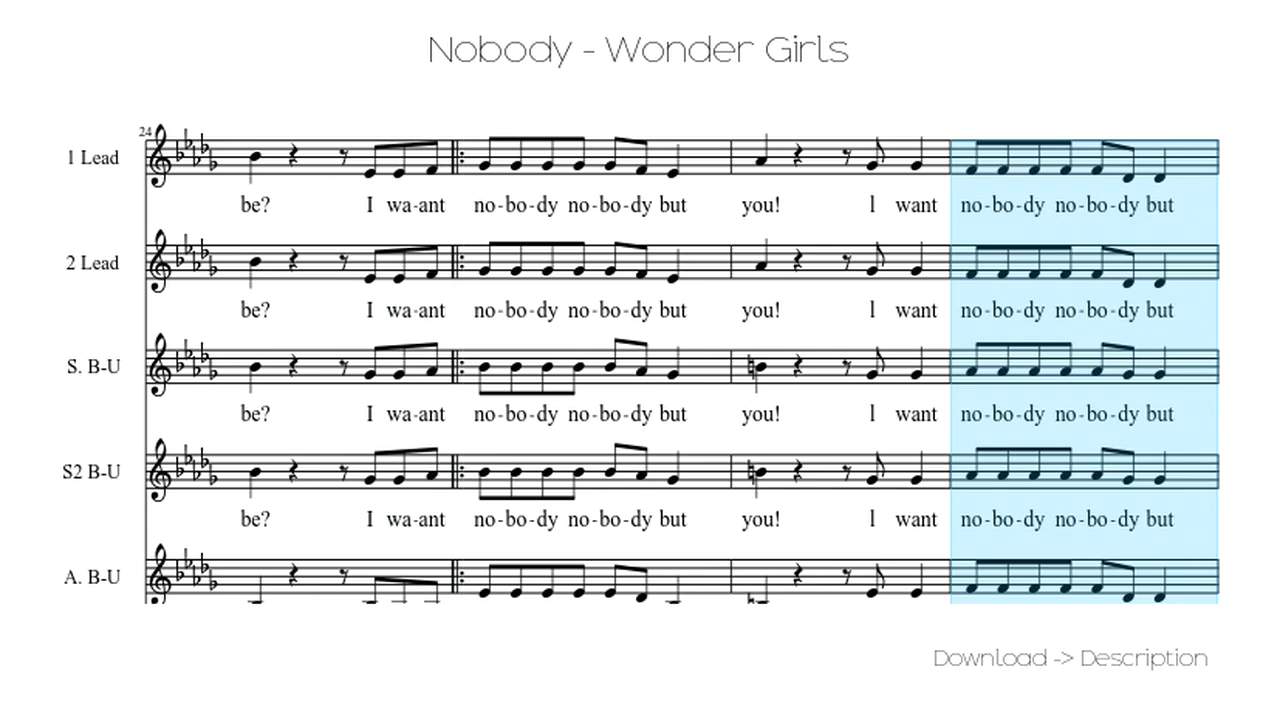 Nobody - Wonder Girls
24
1 Lead
be? I wa-ant no-bo-dy no-bo-dy but you! I want no-bo-dy no-bo-dy but
2 Lead
be? I wa-ant no-bo-dy no-bo-dy but you! I want no-bo-dy no-bo-dy but
S. B-U
be? I wa-ant no-bo-dy no-bo-dy but you! I want no-bo-dy no-bo-dy but
S2 B-U
be? I wa-ant no-bo-dy no-bo-dy but you! I want no-bo-dy no-bo-dy but
A. B-U
Download -> Description